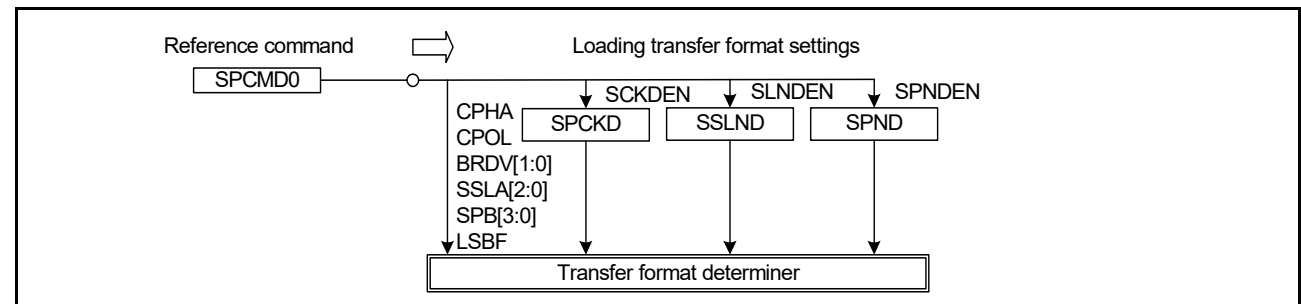 Reference command
Loading transfer format settings
SPCMD0
SCKDEN
SLNDEN
SPNDEN
CPHA
SPCKD
SSLND
SPND
CPOL
BRDV[1:0]
SSLA[2:0]
SPB[3:0]
LSBF
Transfer format determiner